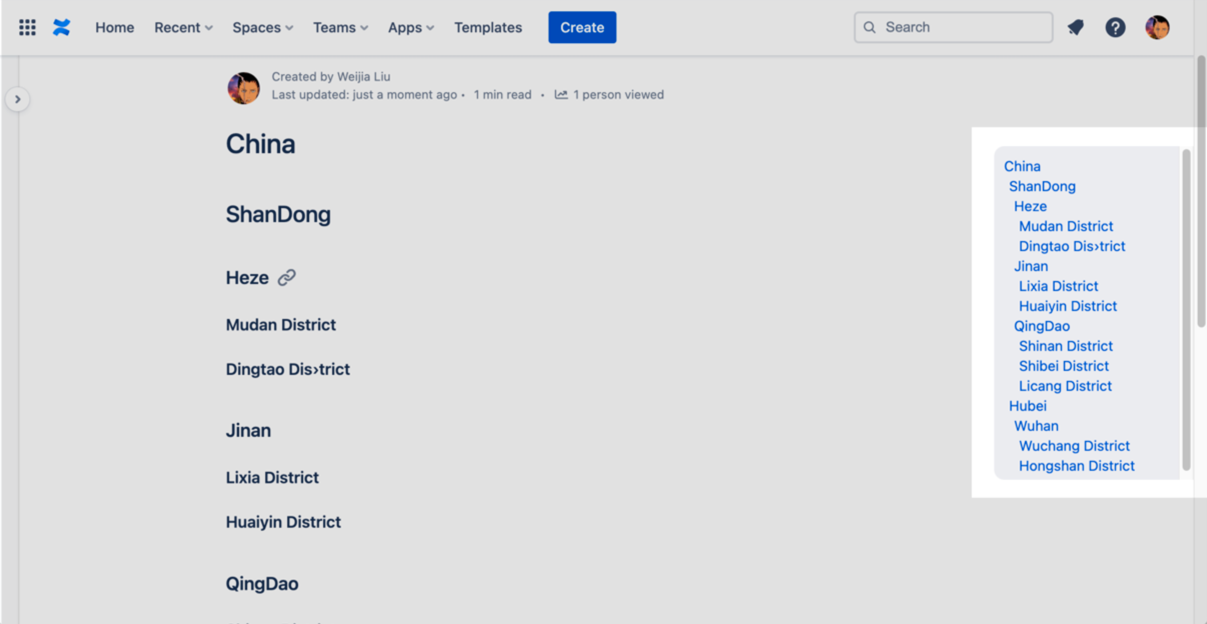 Home Recent Spaces Teams Apps Templates Create Search
Created by Weijia Liu
Last updated: just a moment ago • 1 min read • 1 person viewed
China
ShanDong
Heze
Mudan District
Dingtao Dis›trict
Jinan
Lixia District
Huaiyin District
QingDao
China
ShanDong
Heze
Mudan District
Dingtao Dis›trict
Jinan
Lixia District
Huaiyin District
QingDao
Shinan District
Shibei District
Licang District
Hubei
Wuhan
Wuchang District
Hongshan District